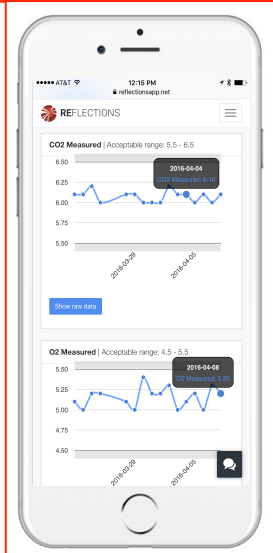 ●●●●● AT&T 12:15 PM
reflectionsapp.net
REFLECTIONS
CO2 Measured | Acceptable range: 5.5 - 6.5
6.50
2016-04-04
CO2 Measured: 6.10
6.25
6.00
5.75
5.50
2016-03-29 2016-04-05
Show raw data
O2 Measured | Acceptable range: 4.5 - 5.5
5.50
2016-04-08
O2 Measured: 5.20
5.25
5.00
4.75
4.50
2016-03-29 2016-04-05